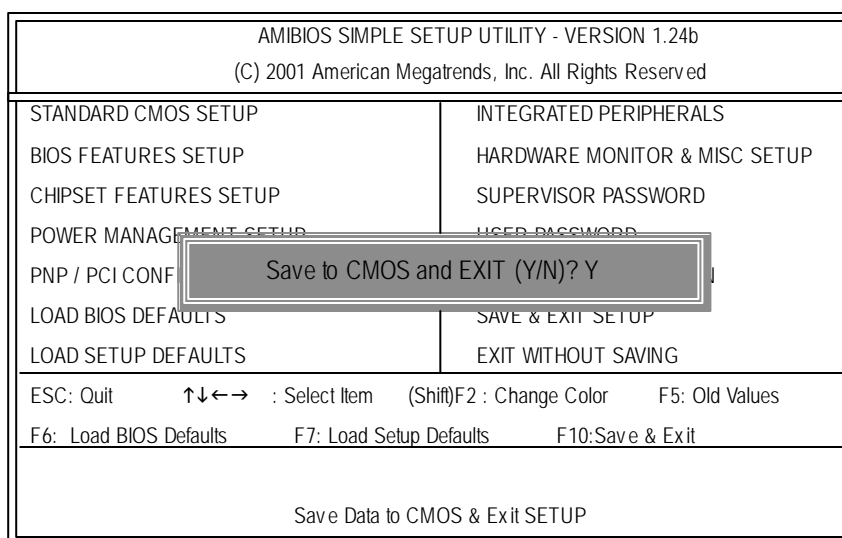 AMIBIOS SIMPLE SETUP UTILITY - VERSION 1.24b
(C) 2001 American Megatrends, Inc. All Rights Reserved
STANDARD CMOS SETUP
INTEGRATED PERIPHERALS
BIOS FEATURES SETUP
HARDWARE MONITOR & MISC SETUP
CHIPSET FEATURES SETUP
SUPERVISOR PASSWORD
POWER MANAGEMENT SETUP
USER PASSWORD
PNP / PCI CONF
Save to CMOS and EXIT (Y/N)? Y
LOAD BIOS DEFAULTS
SAVE & EXIT SETUP
LOAD SETUP DEFAULTS
EXIT WITHOUT SAVING
ESC: Quit ↑↓←→ : Select Item (Shift)F2 : Change Color F5: Old Values
F6: Load BIOS Defaults F7: Load Setup Defaults F10:Save & Exit
Save Data to CMOS & Exit SETUP